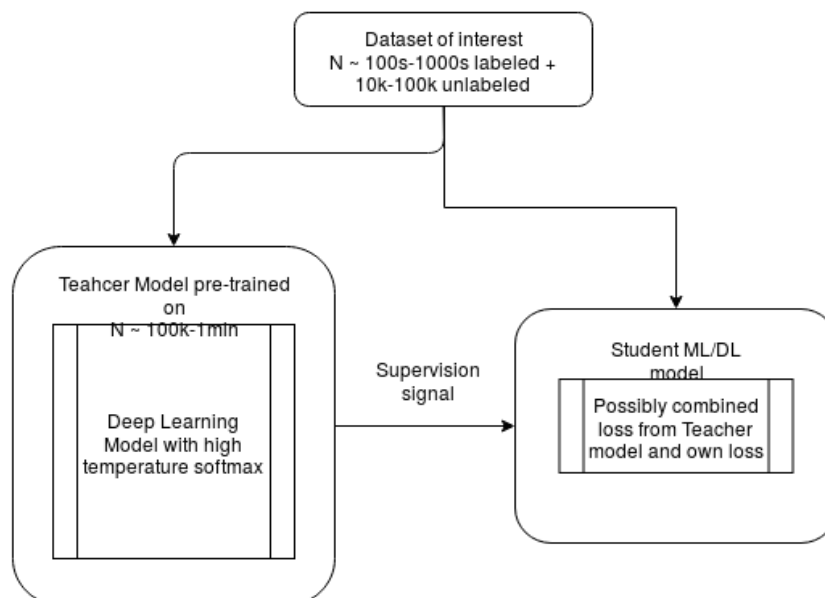 Dataset of interest
N ~ 100s-1000s labeled +
10k-100k unlabeled
Teahcer Model pre-trained
on
N ~ 100k-1mln
Deep Learning
Model with high
temperature softmax
Supervision
signal
Student ML/DL
model
Possibly combined
loss from Teacher
model and own loss